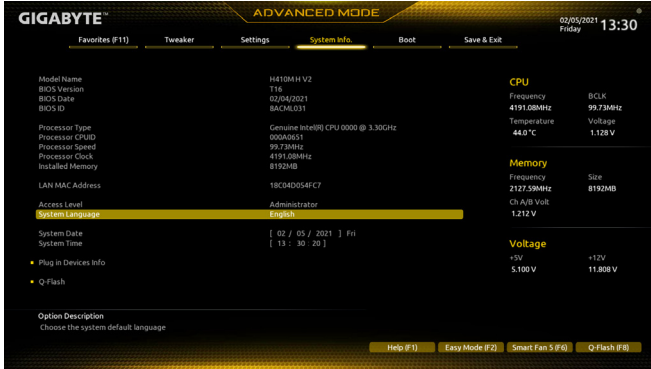 GIGABYTE™
ADVANCED MODE
02/05/2021 Friday 13:30
Favorites (F11) Tweaker Settings System Info. Boot Save & Exit
Model Name H410M H V2
BIOS Version T16
BIOS Date 02/04/2021
BIOS ID 8ACML031
Processor Type Genuine Intel(R) CPU 0000 @ 3.30GHz
Processor CPUID 000A0651
Processor Speed 99.73MHz
Processor Clock 4191.08MHz
Installed Memory 8192MB
LAN MAC Address 18C04D054FC7
Access Level Administrator
System Language English
System Date [ 02 / 05 / 2021 ] Fri
System Time [ 13 : 30 : 20 ]
Plug in Devices Info
Q-Flash
CPU
Frequency BCLK
4191.08MHz 99.73MHz
Temperature Voltage
44.0 °C 1.128 V
Memory
Frequency Size
2127.59MHz 8192MB
Ch A/B Volt
1.212 V
Voltage
+5V +12V
5.100 V 11.808 V
Option Description
Choose the system default language
Help (F1) Easy Mode (F2) Smart Fan 5 (F6) Q-Flash (F8)